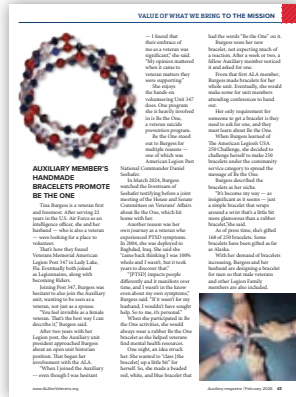 VALUE OF WHAT WE BRING TO THE MISSION
AUXILIARY MEMBER'S
HANDMADE
BRACELETS PROMOTE
BE THE ONE
Tina Burgess is a veteran first
and foremost. After serving 22
years in the U.S. Air Force as an
intelligence officer, she and her
husband — who is also a veteran
— were looking for a place to
volunteer.
That's how they found
Veterans Memorial American
Legion Post 347 in Lady Lake,
Fla. Eventually both joined
as Legionnaires, along with
becoming Riders.
Joining Post 347, Burgess was
hesitant to also join the Auxiliary
unit, wanting to be seen as a
veteran, not just as a spouse.
"You feel invisible as a female
veteran. That's the best way I can
describe it," Burgess said.
After two years with her
Legion post, the Auxiliary unit
president approached Burgess
about an open unit historian
position. That began her
involvement with the ALA.
"When I joined the Auxiliary
— even though I was hesitant
— I found that
their embrace of
me as a veteran was
significant," she said.
"My opinion mattered
when it came to
veteran matters they
were supporting."
She enjoys
the hands-on
volunteering Unit 347
does. One program
she is heavily involved
in is Be the One,
a veteran suicide
prevention program.
Be the One stood
out to Burgess for
multiple reasons —
one of which was
American Legion Past
National Commander Daniel
Seehafer.
In March 2024, Burgess
watched the livestream of
Seehafer testifying before a joint
meeting of the House and Senate
Committees on Veterans' Affairs
about Be the One, which hit
home with her.
Another reason was her
own journey as a veteran who
experienced PTSD symptoms.
In 2004, she was deployed to
Baghdad, Iraq. She said she
"came back thinking I was 100%
whole and I wasn't, but it took
years to discover that."
"[PTSD] impacts people
differently and it manifests over
time, and I wasn't in the know
even about my own symptoms,"
Burgess said. "If it wasn't for my
husband, I wouldn't have sought
help. So to me, it's personal."
When she participated in Be
the One activities, she would
always wear a rubber Be the One
bracelet as she helped veterans
find mental health resources.
One night, an idea struck
her. She wanted to "class [the
bracelet] up a little bit" for
herself. So, she made a beaded
red, white, and blue bracelet that
had the words "Be the One" on it.
Burgess wore her new
bracelet, not expecting much of
a reaction. After a week or two, a
fellow Auxiliary member noticed
it and asked for one.
From that first ALA member,
Burgess made bracelets for her
whole unit. Eventually, she would
make some for unit members
attending conferences to hand
out.
Her only requirement for
someone to get a bracelet is they
need to ask for one, and they
must learn about Be the One.
When Burgess learned of
The American Legion's USA
250 Challenge, she decided to
challenge herself to make 250
bracelets under the community
service category to spread the
message of Be the One.
Burgess described the
bracelets as her niche.
"It's become my way — as
insignificant as it seems — just
a simple bracelet that wraps
around a wrist that's a little bit
more glamorous than a rubber
bracelet," she said.
As of press time, she's gifted
168 of 250 bracelets. Some
bracelets have been gifted as far
as Alaska.
With her demand of bracelets
increasing, Burgess and her
husband are designing a bracelet
for men so that male veterans
and other Legion Family
members are also included.
www.ALAforVeterans.org
Auxiliary magazine | February 2026